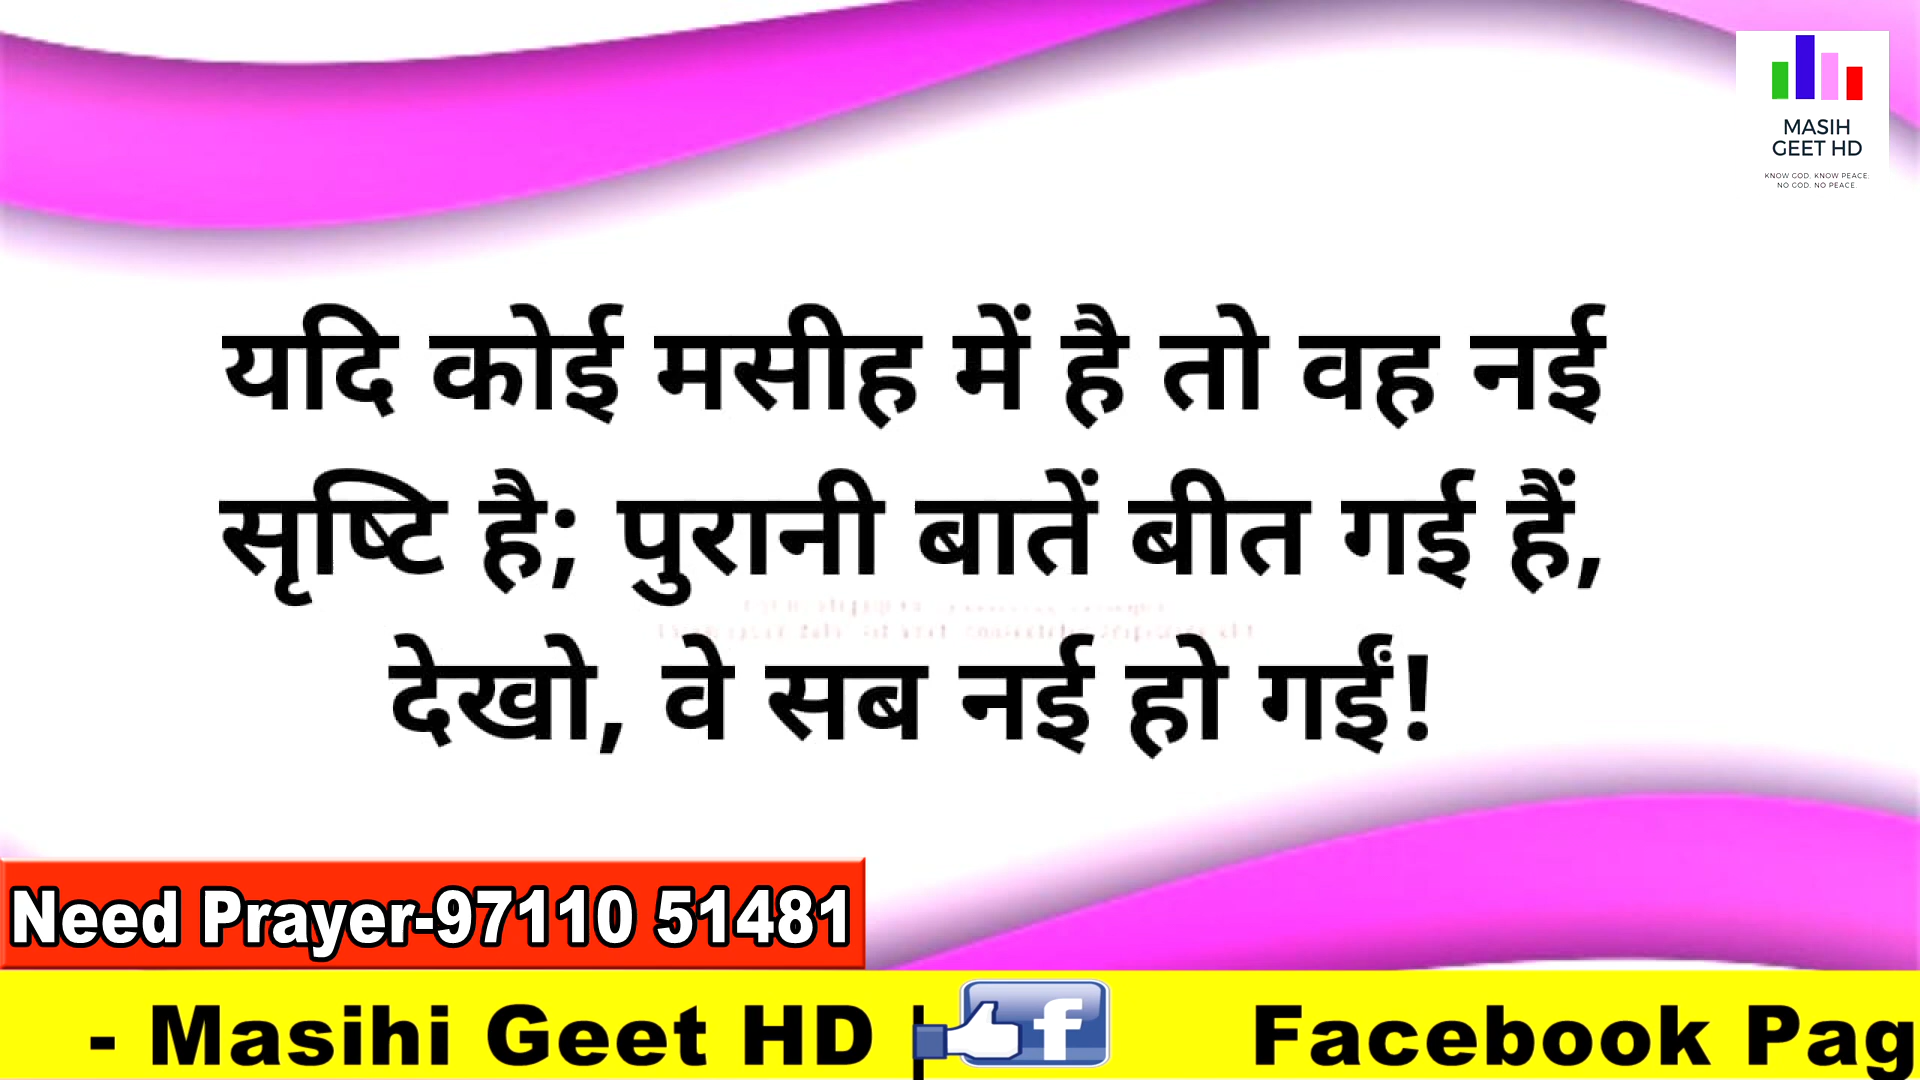 MASIH
GEET HD
KNOW GOD. KNOW PEACE;
NO GOD. NO PEACE.
यदि कोई मसीह में है तो वह नई
सृष्टि है; पुरानी बातें बीत गई हैं,
देखो, वे सब नई हो गईं!
Need Prayer-97110 51481
- Masihi Geet HD | f Facebook Pag